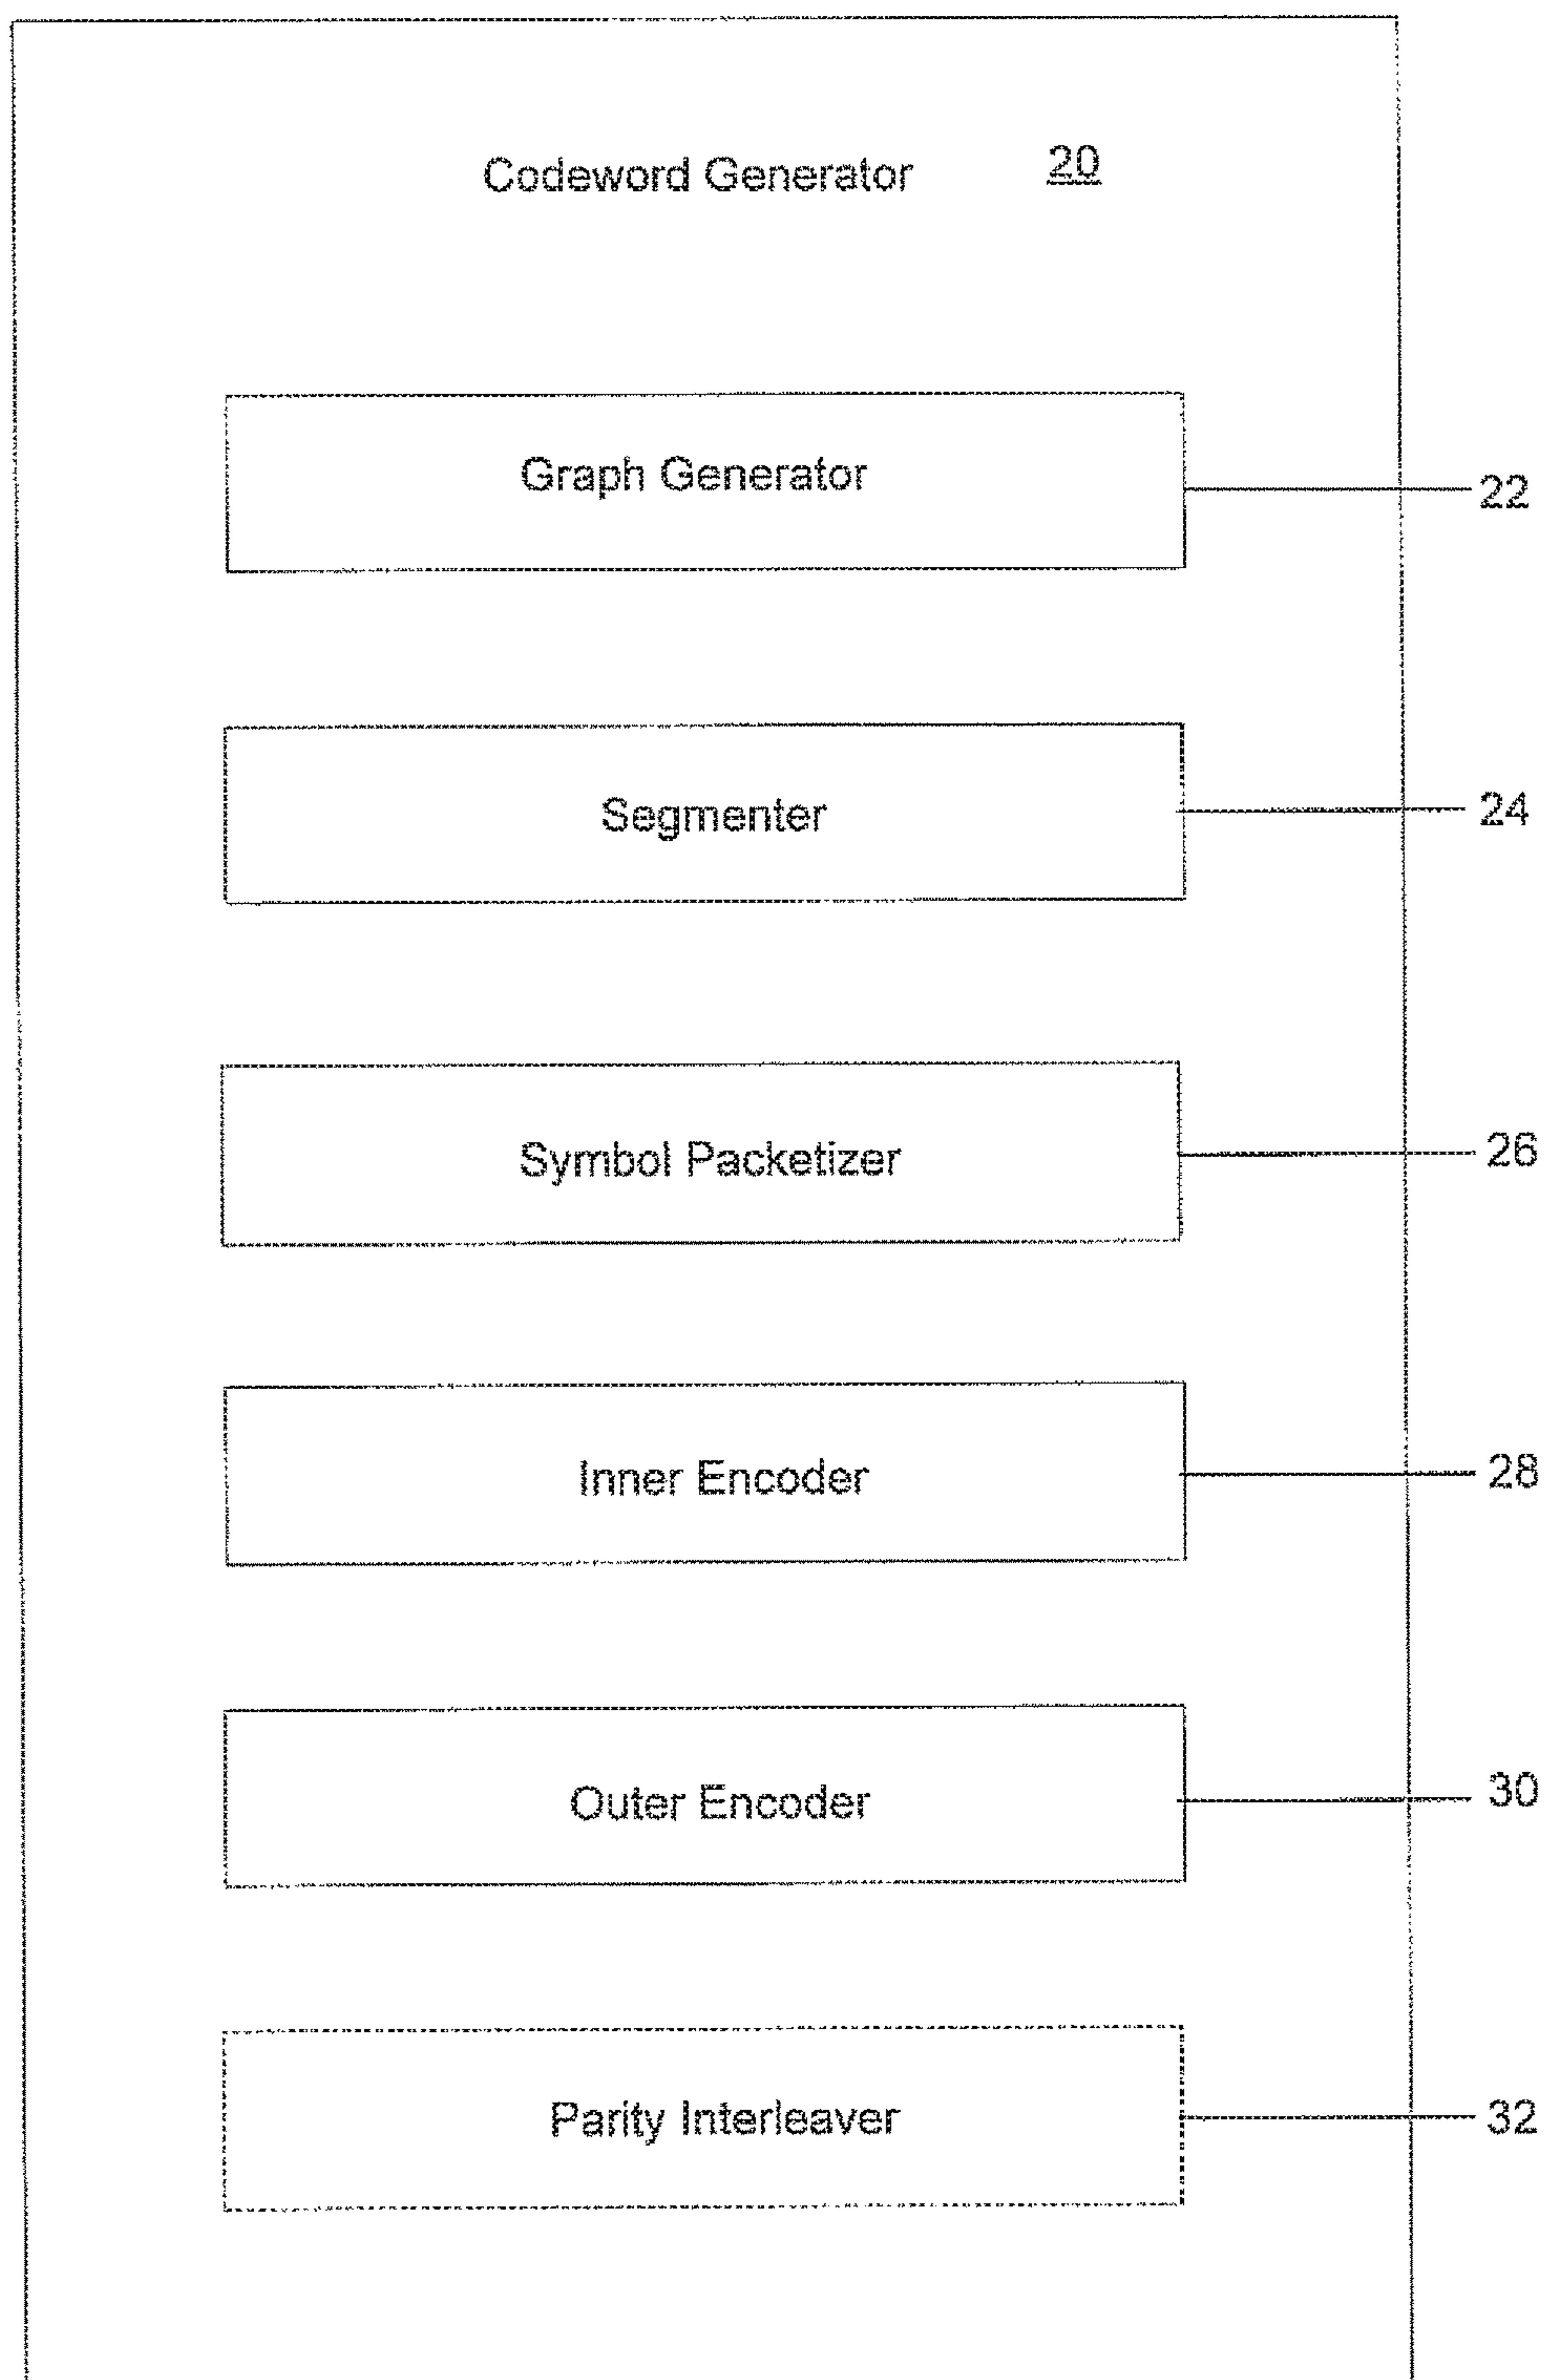 Codeword Generator 20
Graph Generator 22
Segmenter 24
Symbol Packetizer 26
Inner Encoder 28
Outer Encoder 30
Parity Interleaver 32